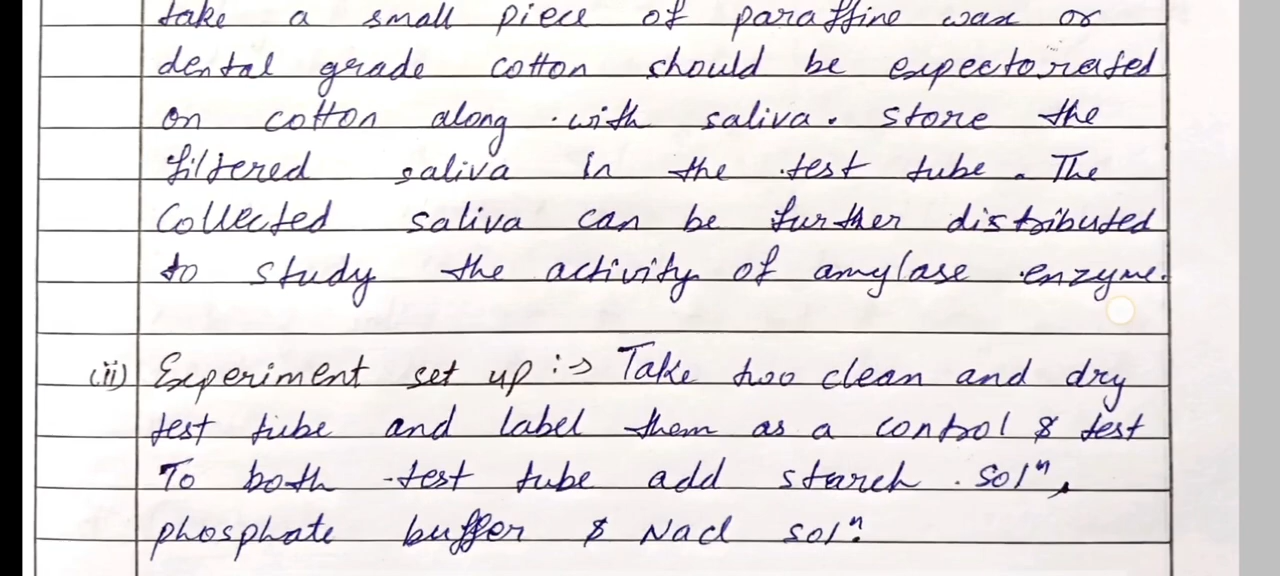 take a small piece of paraffine wax or
dental grade cotton should be expectorated
on cotton along with saliva. store the
filtered saliva in the test tube. The
Collected saliva can be further distributed
to study the activity of amylase enzyme.
(ii) Experiment set up :→ Take two clean and dry
test tube and label them as a control & test
To both test tube add starch soln,
phosphate buffer & Nacl soln.